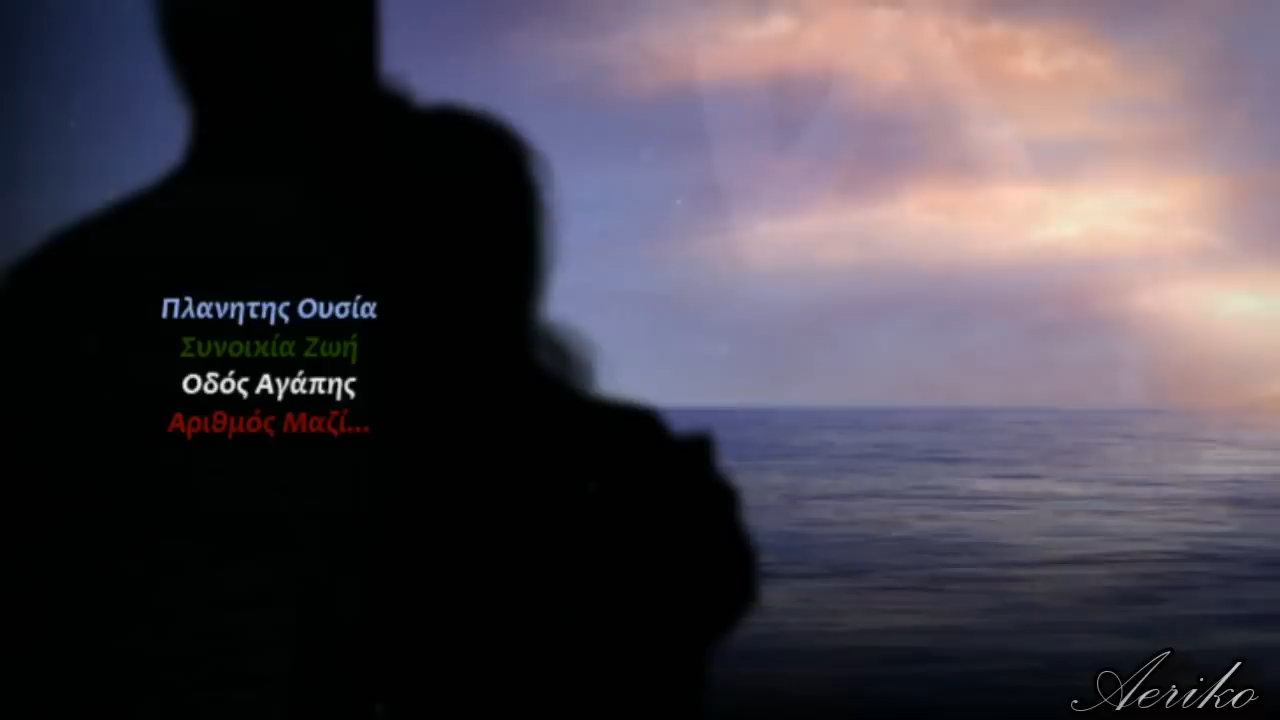 Πλανητης Ουσία
Συνοικία Ζωή
Οδός Αγάπης
Αριθμός Μαζί...
Aeriko